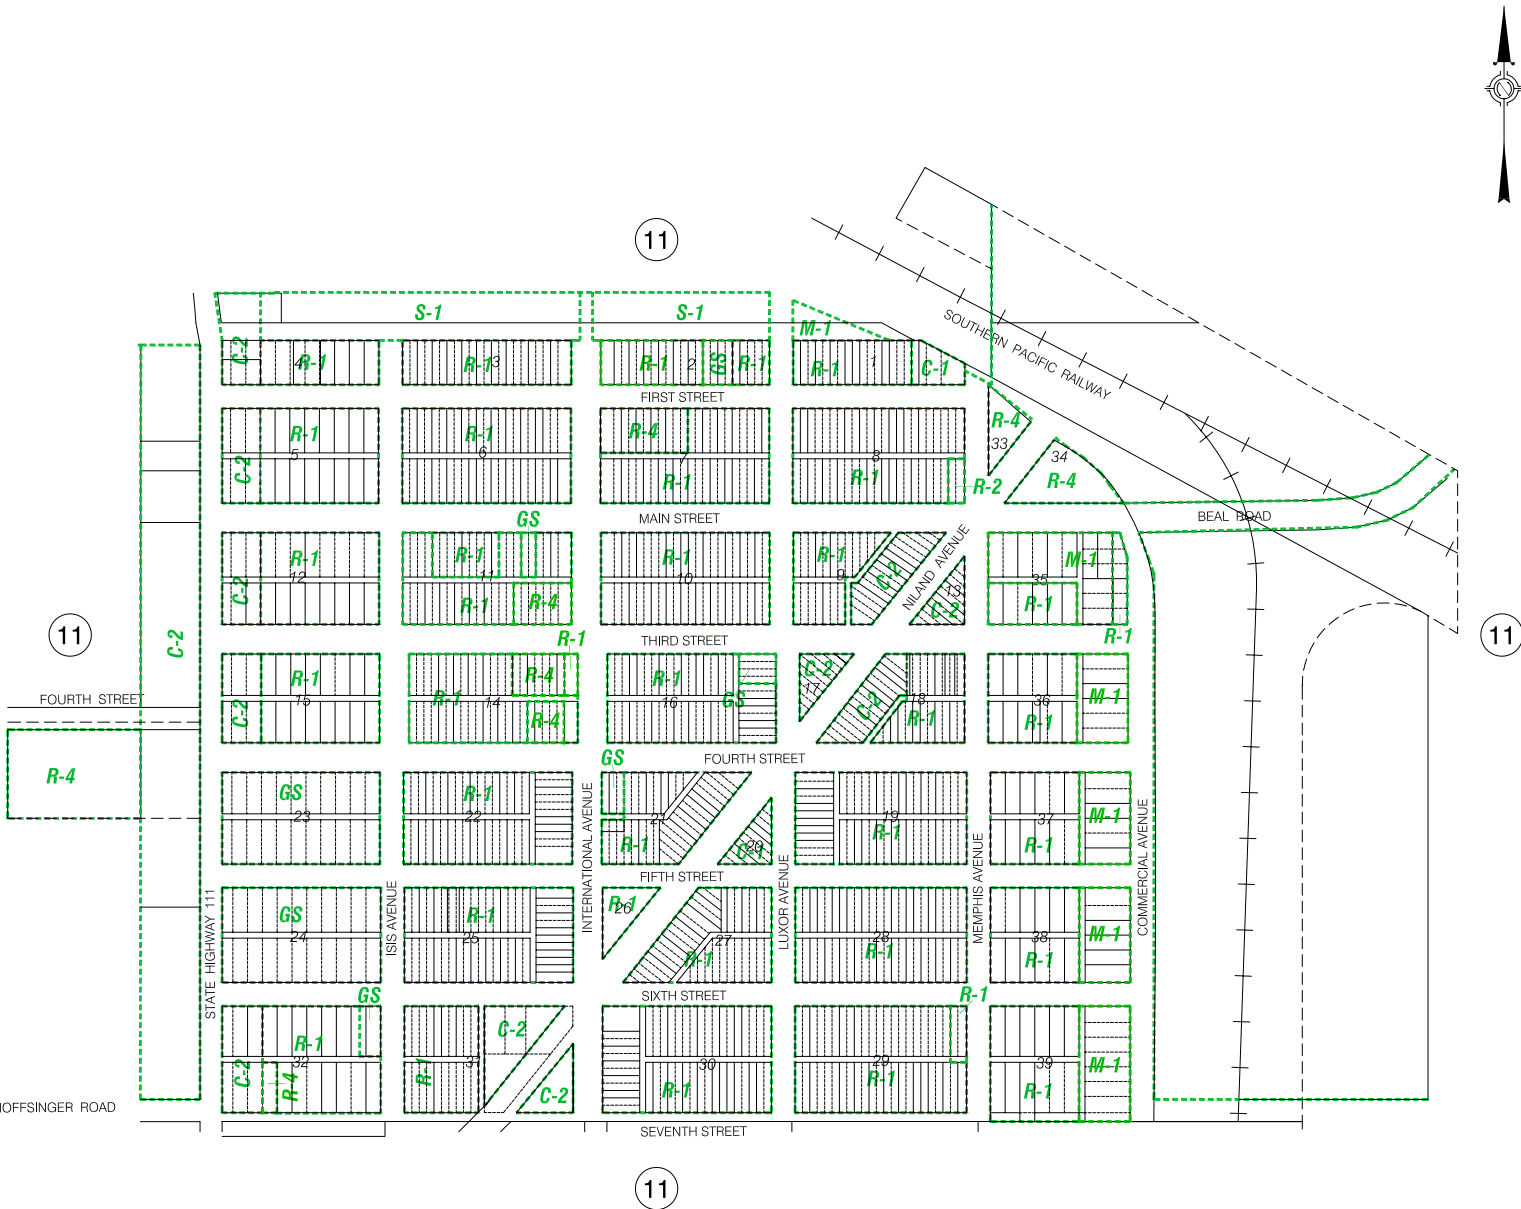 11
S-1
S-1
M-1
SOUTHERN PACIFIC RAILWAY
C-2
4
R-1
R-1
3
R-1
2
GS
R-1
R-1
1
C-1
FIRST STREET
R-1
5
C-2
R-1
6
R-4
7
R-1
8
R-1
R-2
R-4
33
34
R-4
MAIN STREET
BEAL ROAD
GS
R-1
12
C-2
R-1
11
R-1
R-4
R-1
10
R-1
9
C-2
NILAND AVENUE
13
C-2
M-1
35
R-1
R-1
11
11
C-2
THIRD STREET
R-1
R-1
15
C-2
R-1
14
R-4
R-4
R-1
16
GS
C-2
17
C-2
18
R-1
36
R-1
M-1
FOURTH STREET
FOURTH STREET
R-4
GS
GS
23
R-1
22
INTERNATIONAL AVENUE
21
R-1
20
C-1
19
R-1
37
R-1
M-1
COMMERCIAL AVENUE
FIFTH STREET
STATE HIGHWAY 111
GS
24
ISIS AVENUE
R-1
25
R-1
26
27
R-1
LUXOR AVENUE
28
R-1
MEMPHIS AVENUE
38
R-1
M-1
SIXTH STREET
GS
R-1
R-1
32
C-2
R-4
R-1
31
C-2
C-2
30
R-1
29
R-1
39
R-1
M-1
OFFSINGER ROAD
SEVENTH STREET
11